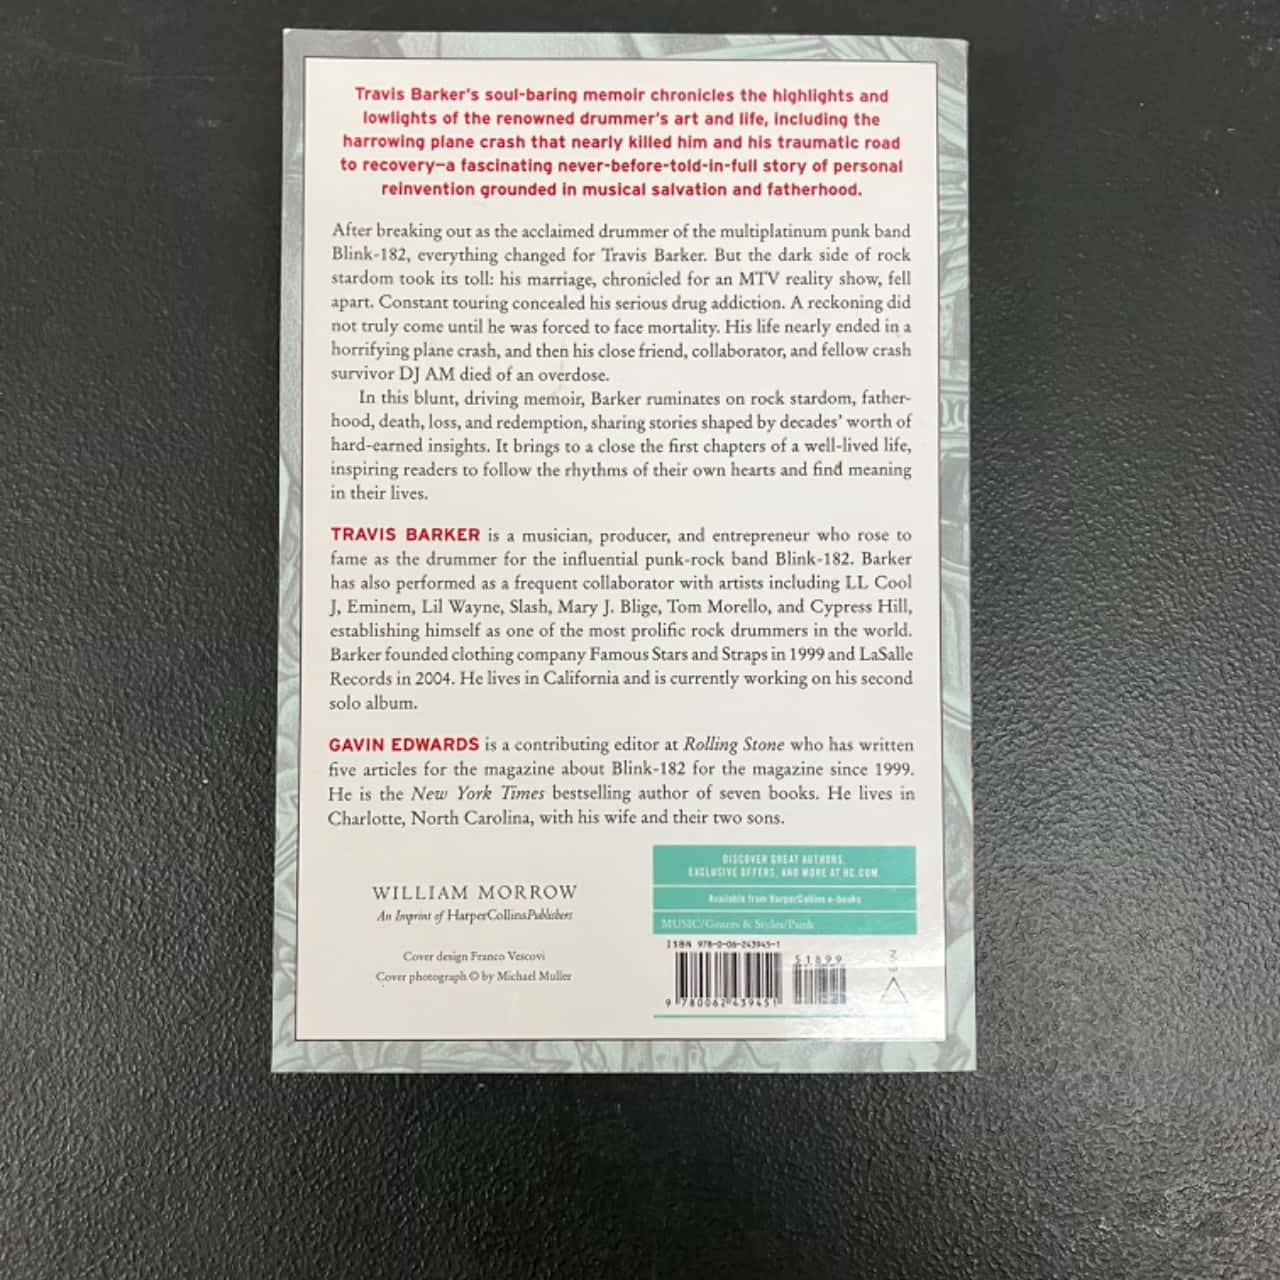 Travis Barker's soul-baring memoir chronicles the highlights and
lowlights of the renowned drummer's art and life, including the
harrowing plane crash that nearly killed him and his traumatic road
to recovery—a fascinating never-before-told-in-full story of personal
reinvention grounded in musical salvation and fatherhood.
After breaking out as the acclaimed drummer of the multiplatinum punk band
Blink-182, everything changed for Travis Barker. But the dark side of rock
stardom took its toll: his marriage, chronicled for an MTV reality show, fell
apart. Constant touring concealed his serious drug addiction. A reckoning did
not truly come until he was forced to face mortality. His life nearly ended in a
horrifying plane crash, and then his close friend, collaborator, and fellow crash
survivor DJ AM died of an overdose.
In this blunt, driving memoir, Barker ruminates on rock stardom, father-
hood, death, loss, and redemption, sharing stories shaped by decades' worth of
hard-earned insights. It brings to a close the first chapters of a well-lived life,
inspiring readers to follow the rhythms of their own hearts and find meaning
in their lives.
TRAVIS BARKER is a musician, producer, and entrepreneur who rose to
fame as the drummer for the influential punk-rock band Blink-182. Barker
has also performed as a frequent collaborator with artists including LL Cool
J, Eminem, Lil Wayne, Slash, Mary J. Blige, Tom Morello, and Cypress Hill,
establishing himself as one of the most prolific rock drummers in the world.
Barker founded clothing company Famous Stars and Straps in 1999 and LaSalle
Records in 2004. He lives in California and is currently working on his second
solo album.
GAVIN EDWARDS is a contributing editor at Rolling Stone who has written
five articles for the magazine about Blink-182 for the magazine since 1999.
He is the New York Times bestselling author of seven books. He lives in
Charlotte, North Carolina, with his wife and their two sons.
WILLIAM MORROW
An Imprint of HarperCollinsPublishers
Cover design Franco Vescovi
Cover photograph © by Michael Muller
DISCOVER GREAT AUTHORS,
EXCLUSIVE OFFERS, AND MORE AT HC.COM.
Available from HarperCollins e-books
MUSIC/Genres & Styles/Punk
ISBN 978-0-06-243945-1
51899
9 780062 439451